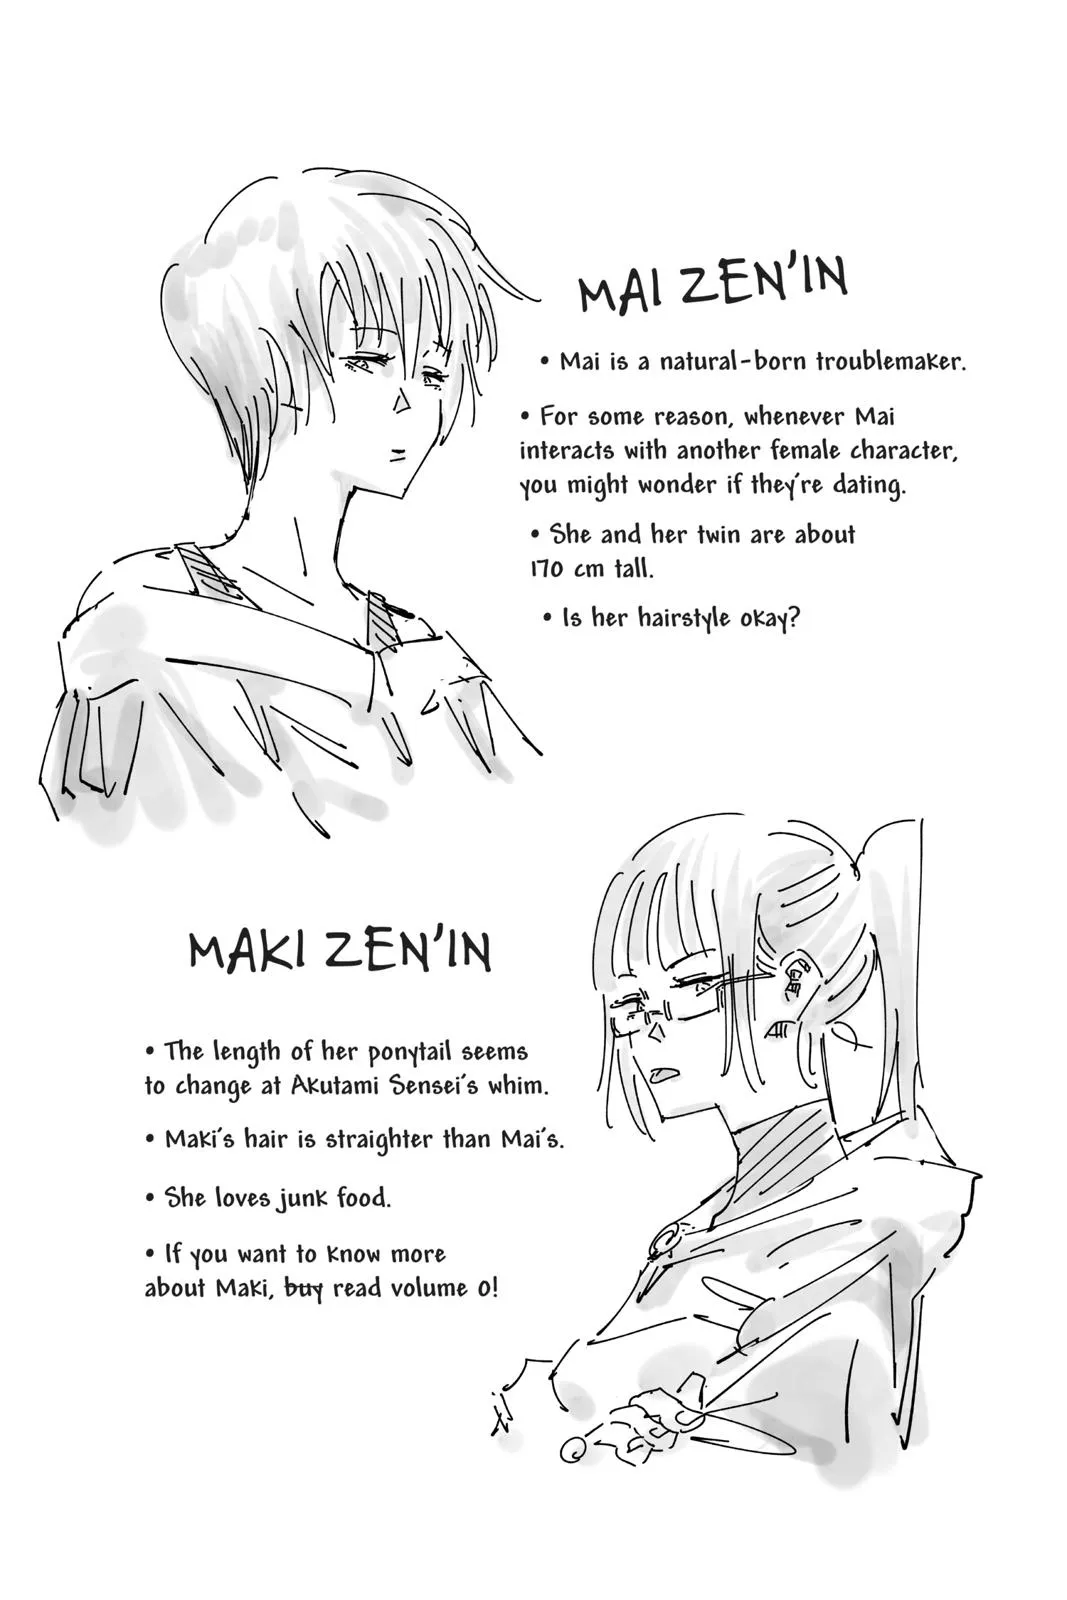 MAI ZEN'IN
• Mai is a natural-born troublemaker.
• For some reason, whenever Mai
interacts with another female character,
you might wonder if they're dating.
• She and her twin are about
170 cm tall.
• Is her hairstyle okay?
MAKI ZEN'IN
• The length of her ponytail seems
to change at Akutami Sensei's whim.
• Maki's hair is straighter than Mai's.
• She loves junk food.
• If you want to know more
about Maki, buy read volume 0!